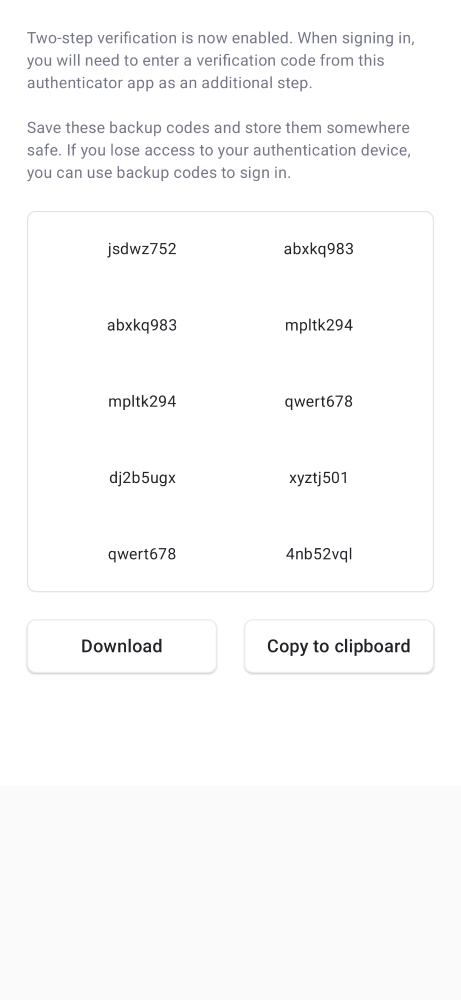 Two-step verification is now enabled. When signing in,
you will need to enter a verification code from this
authenticator app as an additional step.
Save these backup codes and store them somewhere
safe. If you lose access to your authentication device,
you can use backup codes to sign in.
jsdwz752 abxkq983
abxkq983 mpltk294
mpltk294 qwert678
dj2b5ugx xyztj501
qwert678 4nb52vql
Download Copy to clipboard